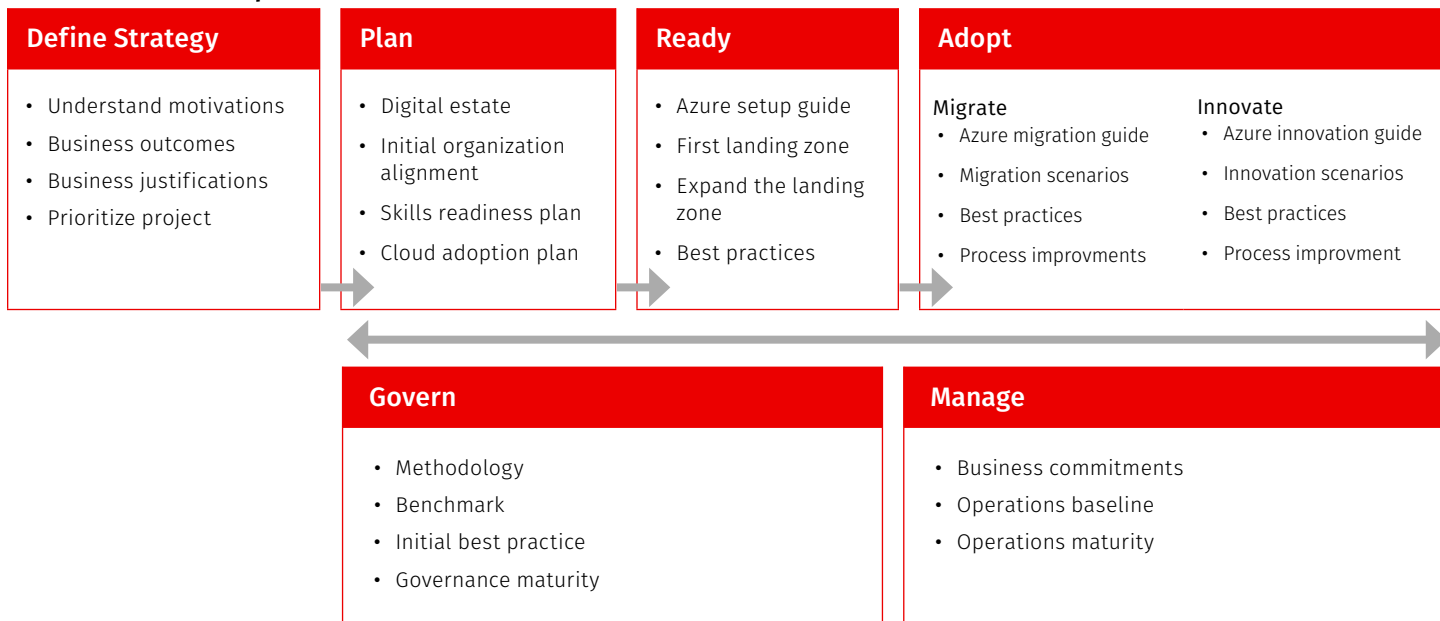 Define Strategy
• Understand motivations
• Business outcomes
• Business justifications
• Prioritize project
Plan
• Digital estate
• Initial organization
alignment
• Skills readiness plan
• Cloud adoption plan
Ready
• Azure setup guide
• First landing zone
• Expand the landing
zone
• Best practices
Adopt
Migrate
• Azure migration guide
• Migration scenarios
• Best practices
• Process improvments
Innovate
• Azure innovation guide
• Innovation scenarios
• Best practices
• Process improvment
Govern
• Methodology
• Benchmark
• Initial best practice
• Governance maturity
Manage
• Business commitments
• Operations baseline
• Operations maturity